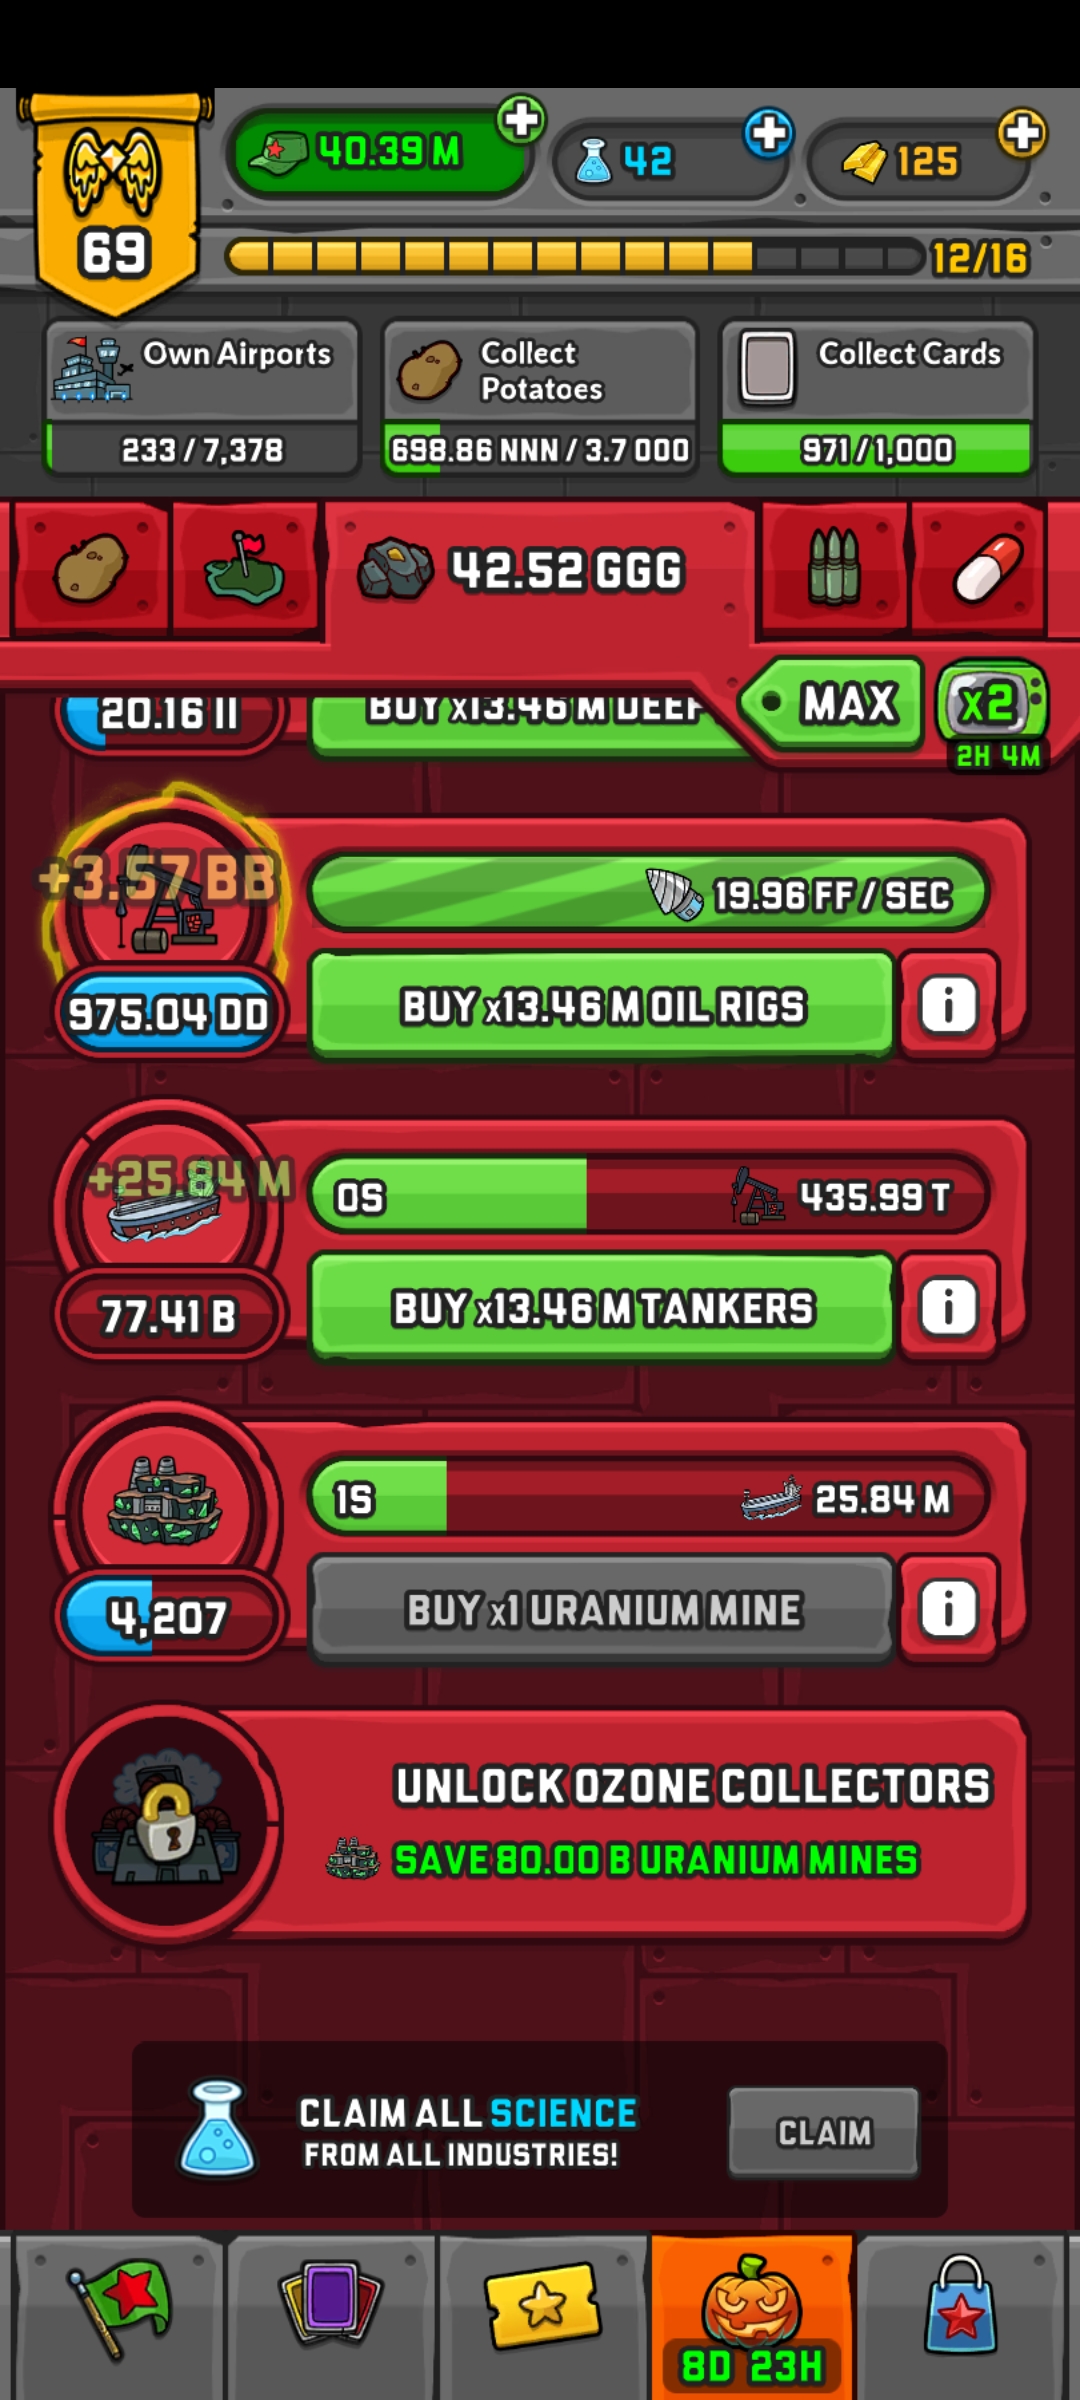 69
40.39 M
42
125
12/16
Own Airports
233 / 7,378
Collect
Potatoes
698.86 NNN / 3.7 OOO
Collect Cards
971 / 1,000
42.52 GGG
MAX
x2
2H 4M
20.16 II
BUY x13.46 M DEEP
+3.57 BB
19.96 FF / SEC
975.04 DD
BUY x13.46 M OIL RIGS
i
+25.84 M
0S
435.99 T
77.41 B
BUY x13.46 M TANKERS
i
1S
25.84 M
4,207
BUY x1 URANIUM MINE
i
UNLOCK OZONE COLLECTORS
SAVE 80.00 B URANIUM MINES
CLAIM ALL SCIENCE
FROM ALL INDUSTRIES!
CLAIM
8D 23H